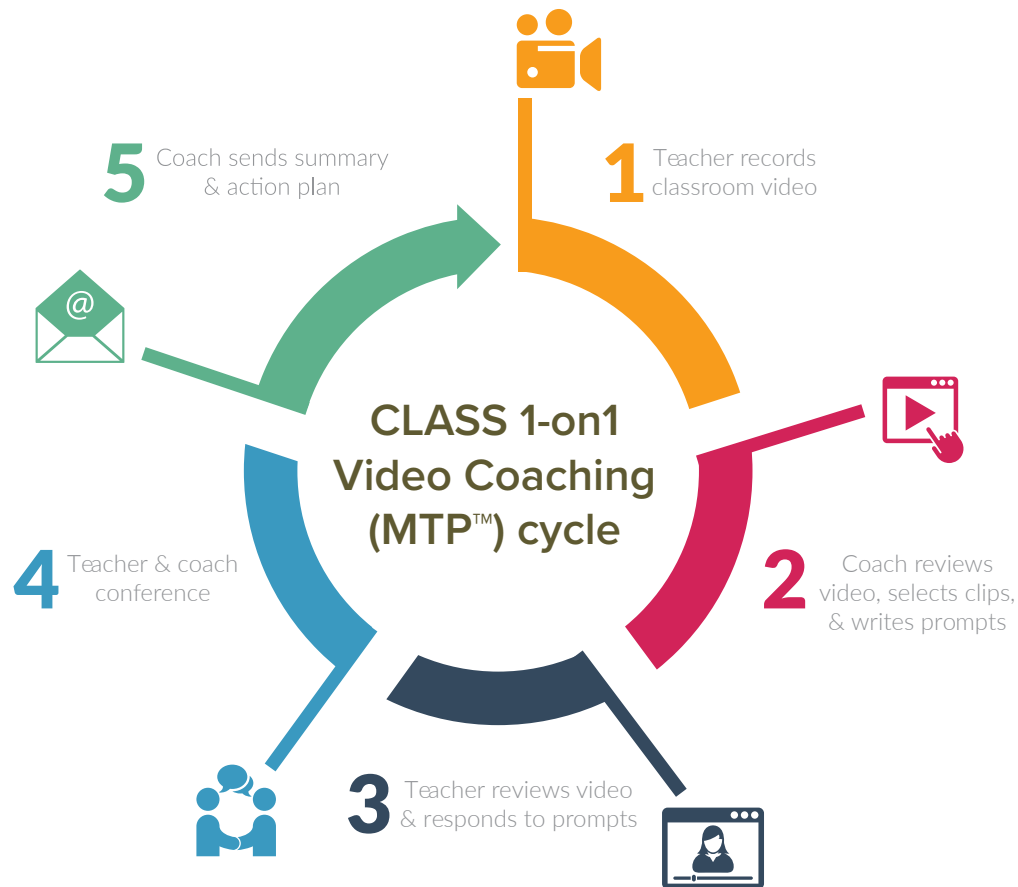 1
Teacher records
classroom video
2
Coach reviews
video, selects clips,
& writes prompts
3
Teacher reviews video
& responds to prompts
4
Teacher & coach
conference
5
Coach sends summary
& action plan
@
CLASS 1-on1
Video Coaching
(MTP™) cycle